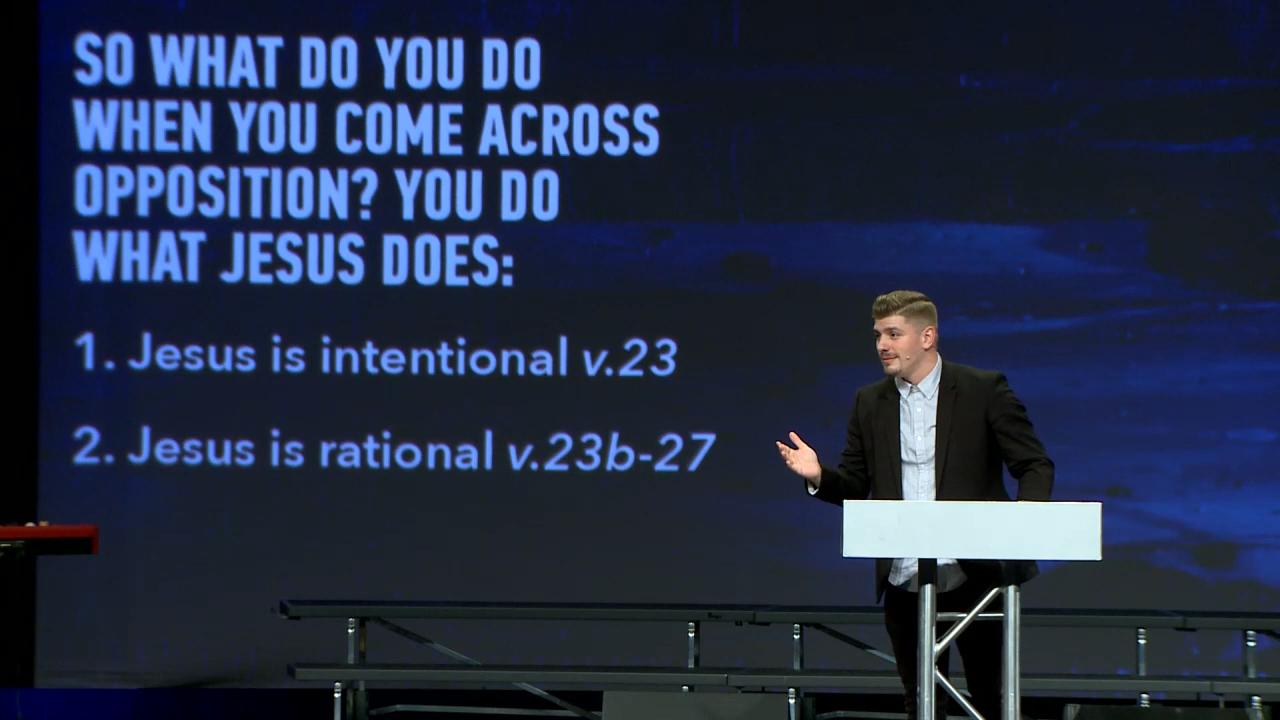 SO WHAT DO YOU DO
WHEN YOU COME ACROSS
OPPOSITION? YOU DO
WHAT JESUS DOES:
1. Jesus is intentional v.23
2. Jesus is rational v.23b-27